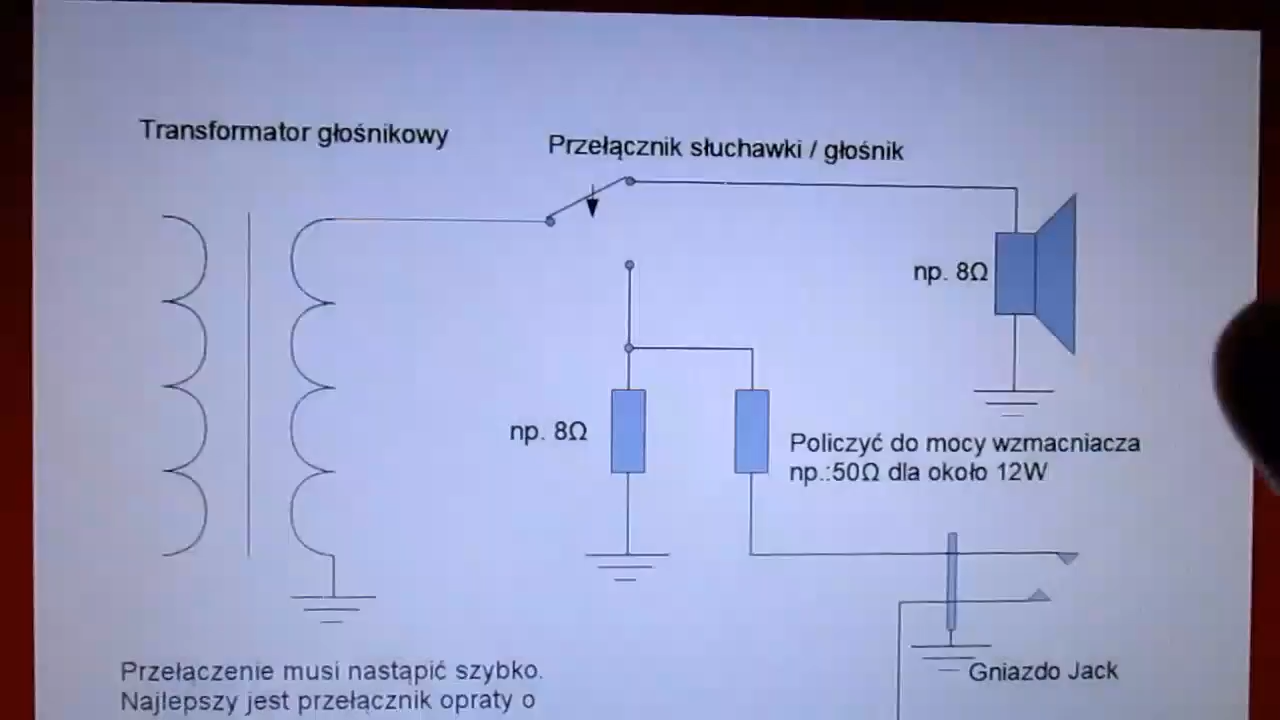 Transformator głośnikowy
Przełącznik słuchawki / głośnik
np. 8Ω
np. 8Ω
Policzyć do mocy wzmacniacza
np.:50Ω dla około 12W
Gniazdo Jack
Przełaczenie musi nastąpić szybko.
Najlepszy jest przełącznik opraty o